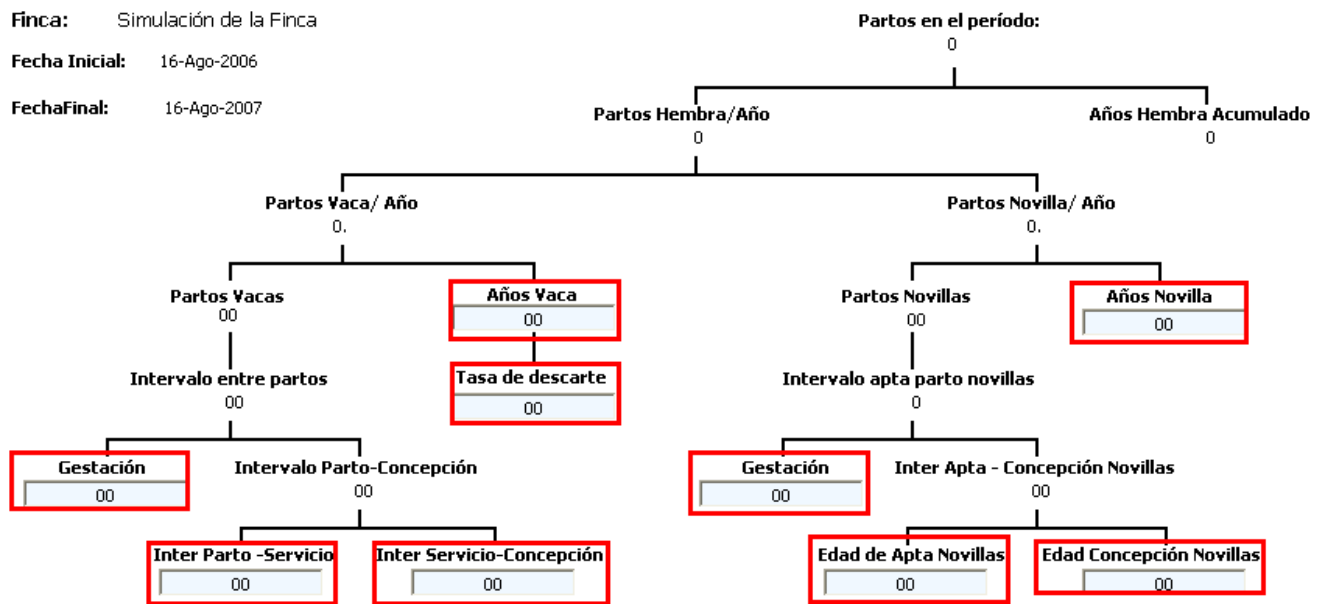 Finca: Simulación de la Finca
Partos en el período:
0
Fecha Inicial: 16-Ago-2006
FechaFinal: 16-Ago-2007
Partos Hembra/Año
0
Años Hembra Acumulado
0
Partos Vaca/ Año
0.
Partos Novilla/ Año
0.
Partos Vacas
00
Años Vaca
00
Partos Novillas
00
Años Novilla
00
Intervalo entre partos
00
Tasa de descarte
00
Intervalo apta parto novillas
0
Gestación
00
Intervalo Parto-Concepción
00
Gestación
00
Inter Apta - Concepción Novillas
00
Inter Parto -Servicio
00
Inter Servicio-Concepción
00
Edad de Apta Novillas
00
Edad Concepción Novillas
00